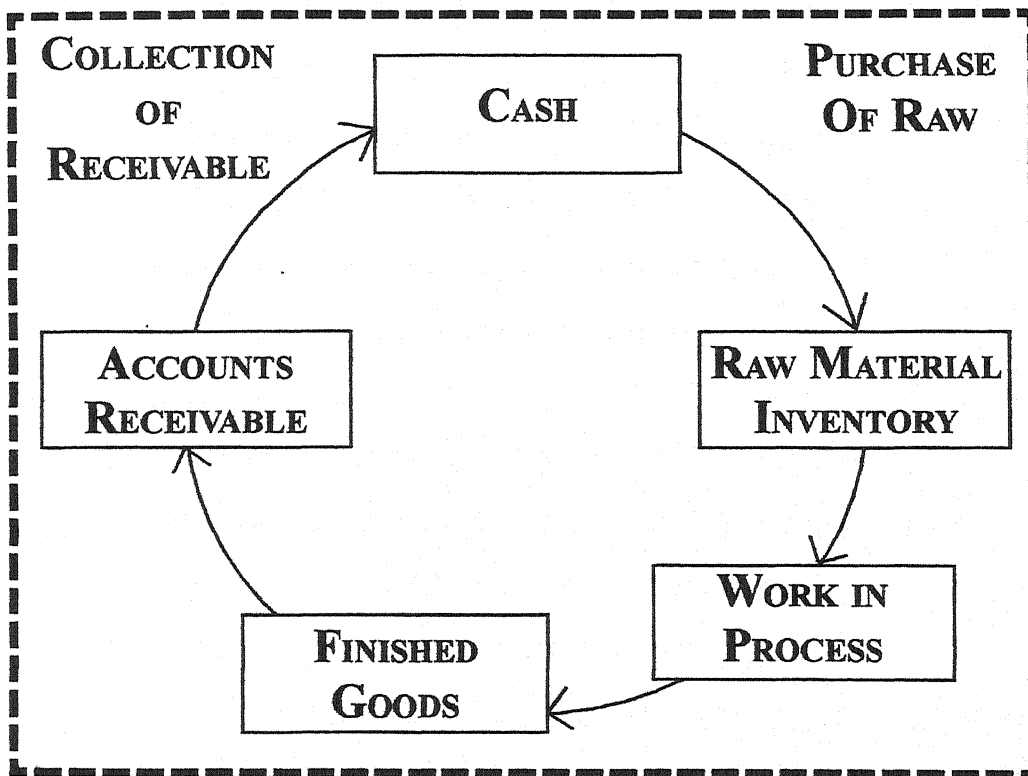 COLLECTION
OF
RECEIVABLE
CASH
PURCHASE
OF RAW
ACCOUNTS
RECEIVABLE
RAW MATERIAL
INVENTORY
WORK IN
PROCESS
FINISHED
GOODS